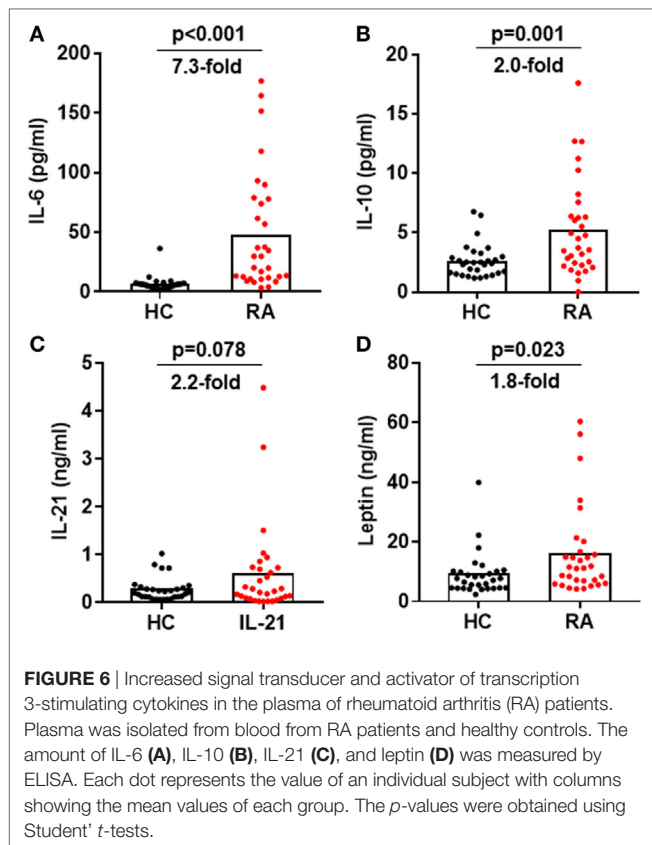 A
p<0.001
7.3-fold
IL-6 (pg/ml)
200
150
100
50
0
HC RA
B
p=0.001
2.0-fold
IL-10 (pg/ml)
20
15
10
5
0
HC RA
C
p=0.078
2.2-fold
IL-21 (ng/ml)
5
4
3
2
1
0
HC IL-21
D
p=0.023
1.8-fold
Leptin (ng/ml)
80
60
40
20
0
HC RA
FIGURE 6 | Increased signal transducer and activator of transcription
3-stimulating cytokines in the plasma of rheumatoid arthritis (RA) patients.
Plasma was isolated from blood from RA patients and healthy controls. The
amount of IL-6 (A), IL-10 (B), IL-21 (C), and leptin (D) was measured by
ELISA. Each dot represents the value of an individual subject with columns
showing the mean values of each group. The p-values were obtained using
Student' t-tests.